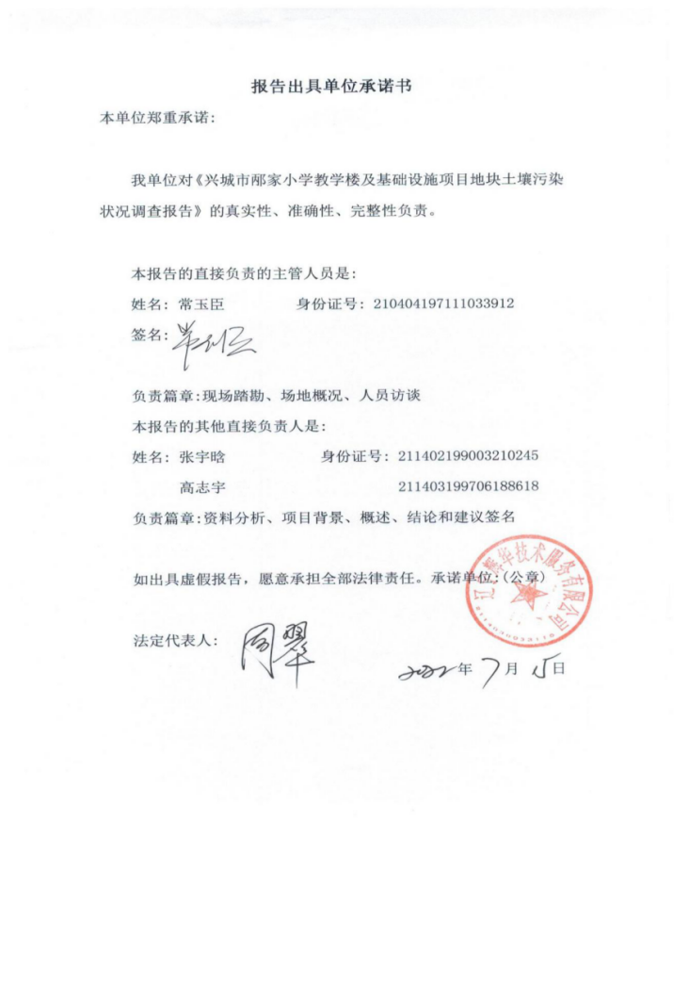 报告出具单位承诺书
本单位郑重承诺:
我单位对《兴城市邴家小学教学楼及基础设施项目地块土壤污染
状况调查报告》的真实性、准确性、完整性负责。
本报告的直接负责的主管人员是:
姓名: 常玉臣 身份证号: 210404197111033912
签名:
负责篇章:现场踏勘、场地概况、人员访谈
本报告的其他直接负责人是:
姓名: 张宇晗 身份证号: 211402199003210245
高志宇 211403199706188618
负责篇章:资料分析、项目背景、概述、结论和建议签名
如出具虚假报告，愿意承担全部法律责任。承诺单位:(公章)
技术服务有限公司
法定代表人: 周翠
2022年7月15日